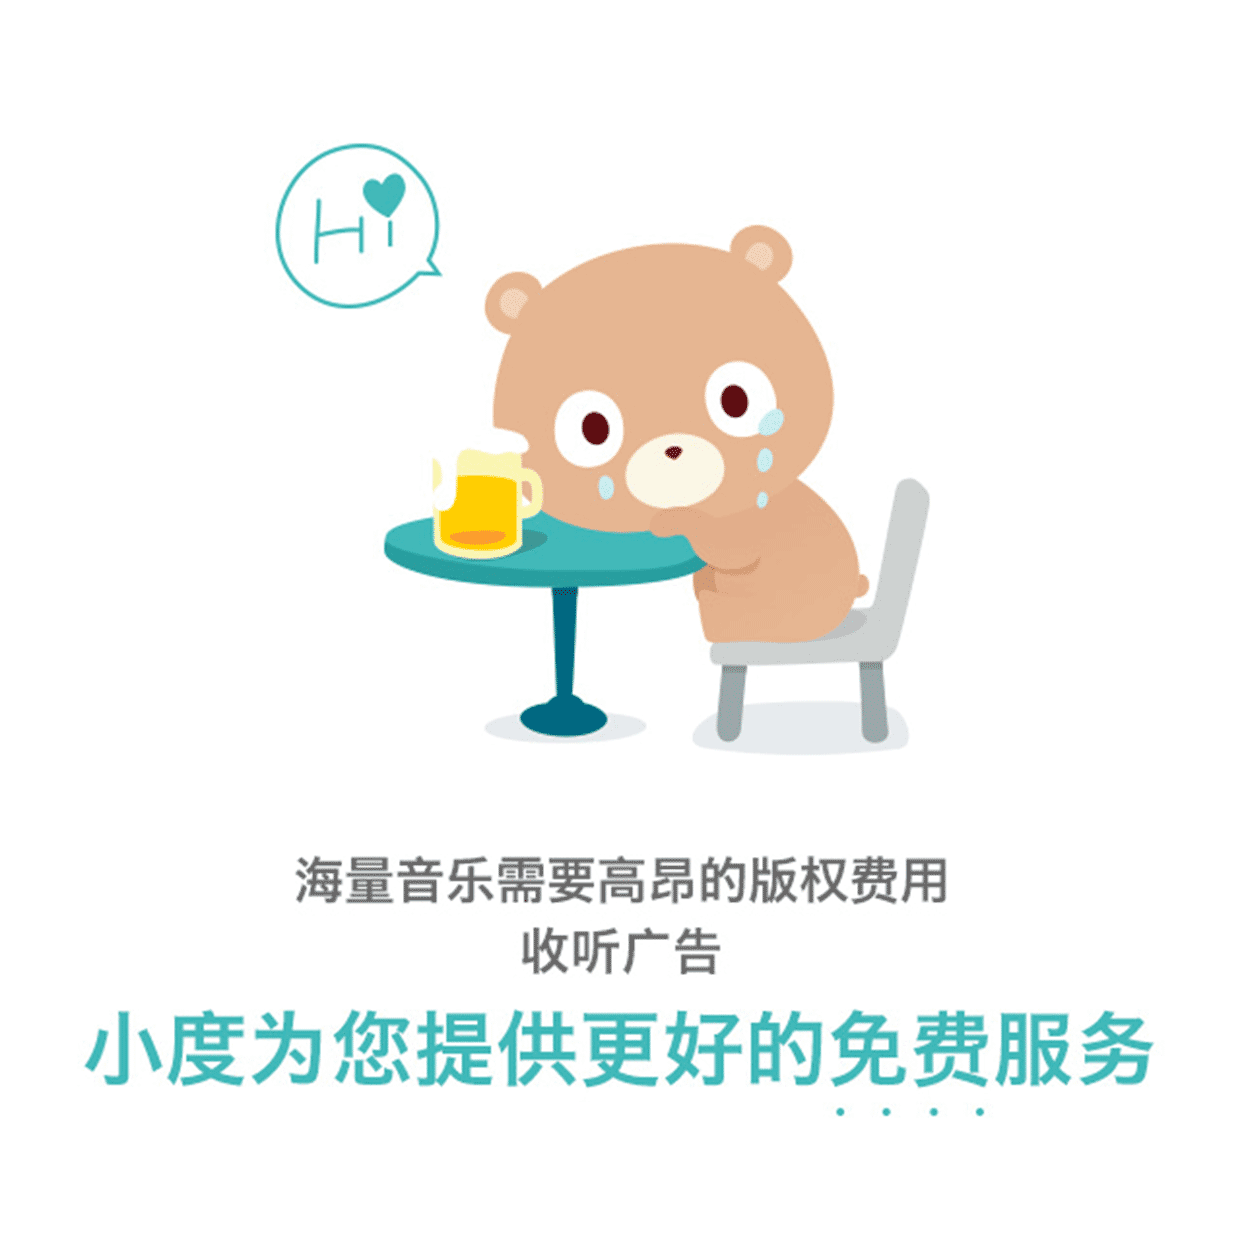 Hi
海量音乐需要高昂的版权费用
收听广告
小度为您提供更好的免费服务